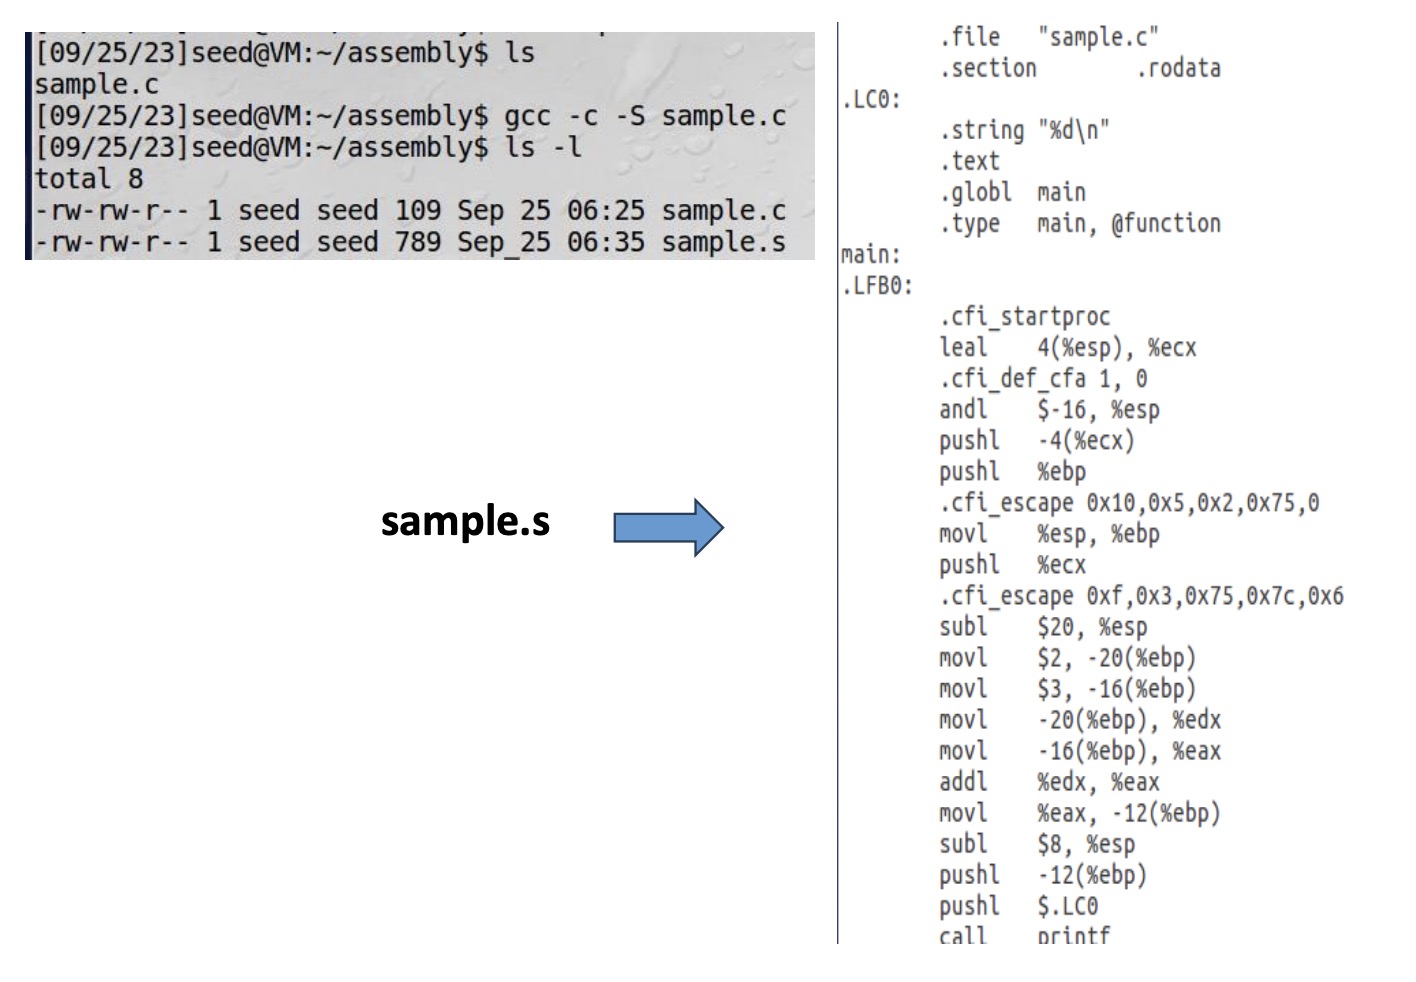 [09/25/23]seed@VM:~/assembly$ ls
sample.c
[09/25/23]seed@VM:~/assembly$ gcc -c -S sample.c
[09/25/23]seed@VM:~/assembly$ ls -l
total 8
-rw-rw-r-- 1 seed seed 109 Sep 25 06:25 sample.c
-rw-rw-r-- 1 seed seed 789 Sep 25 06:35 sample.s
sample.s
.file "sample.c"
.section .rodata
.LC0:
.string "%d\n"
.text
.globl main
.type main, @function
main:
.LFB0:
.cfi_startproc
leal 4(%esp), %ecx
.cfi_def_cfa 1, 0
andl $-16, %esp
pushl -4(%ecx)
pushl %ebp
.cfi_escape 0x10,0x5,0x2,0x75,0
movl %esp, %ebp
pushl %ecx
.cfi_escape 0xf,0x3,0x75,0x7c,0x6
subl $20, %esp
movl $2, -20(%ebp)
movl $3, -16(%ebp)
movl -20(%ebp), %edx
movl -16(%ebp), %eax
addl %edx, %eax
movl %eax, -12(%ebp)
subl $8, %esp
pushl -12(%ebp)
pushl $.LC0
call printf